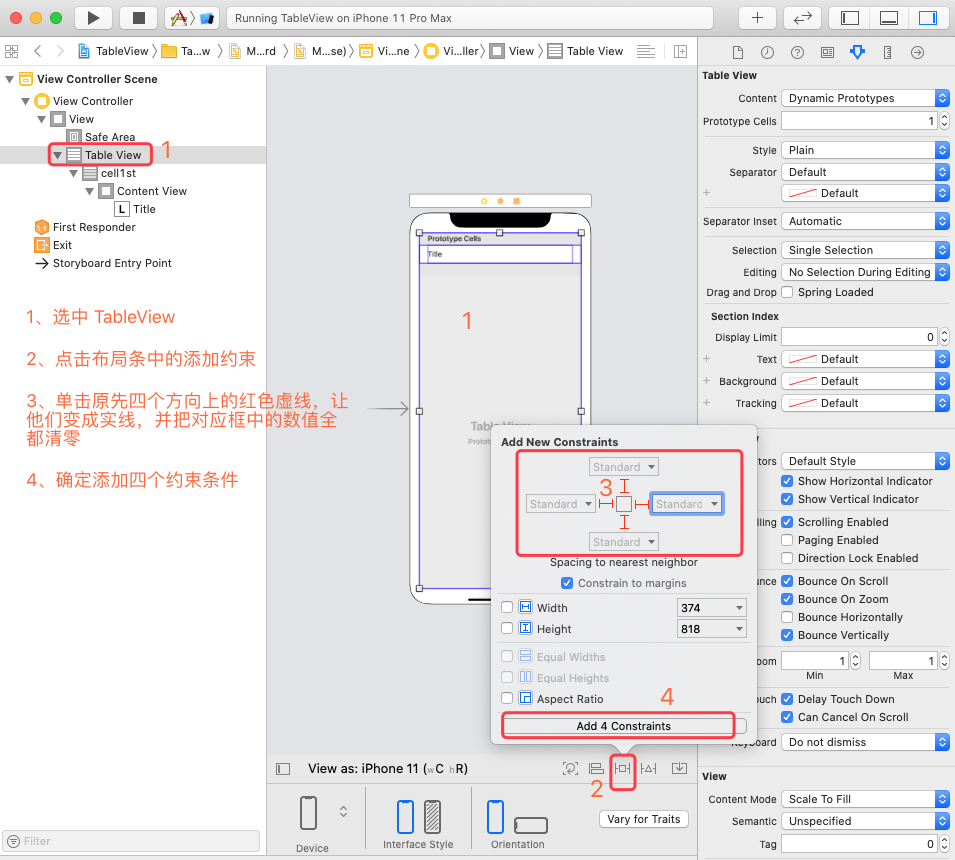 Running TableView on iPhone 11 Pro Max
TableView
Ta...w
M...rd
M...se)
Vi...ne
V...ller
View
Table View
View Controller Scene
View Controller
View
Safe Area
Table View
1
cell1st
Content View
L Title
First Responder
Exit
Storyboard Entry Point
1、选中 TableView
2、点击布局条中的添加约束
3、单击原先四个方向上的红色虚线，让
他们变成实线，并把对应框中的数值全
都清零
4、确定添加四个约束条件
Filter
Prototype Cells
Title
1
Table View
Add New Constraints
Standard
3
Standard
Standard
Standard
Spacing to nearest neighbor
Constrain to margins
Width 374
Height 818
Equal Widths
Equal Heights
Aspect Ratio
4
Add 4 Constraints
View as: iPhone 11 (wC hR)
2
Device
Interface Style
Orientation
Vary for Traits
Table View
Content Dynamic Prototypes
Prototype Cells 1
Style Plain
Separator Default
Default
Separator Inset Automatic
Selection Single Selection
Editing No Selection During Editing
Drag and Drop Spring Loaded
Section Index
Display Limit 0
Text Default
Background Default
Tracking Default
tors Default Style
Show Horizontal Indicator
Show Vertical Indicator
lling Scrolling Enabled
Paging Enabled
Direction Lock Enabled
unce Bounce On Scroll
Bounce On Zoom
Bounce Horizontally
Bounce Vertically
oom 1 1
Min Max
ouch Delay Touch Down
Can Cancel On Scroll
Keyboard Do not dismiss
View
Content Mode Scale To Fill
Semantic Unspecified
Tag 0